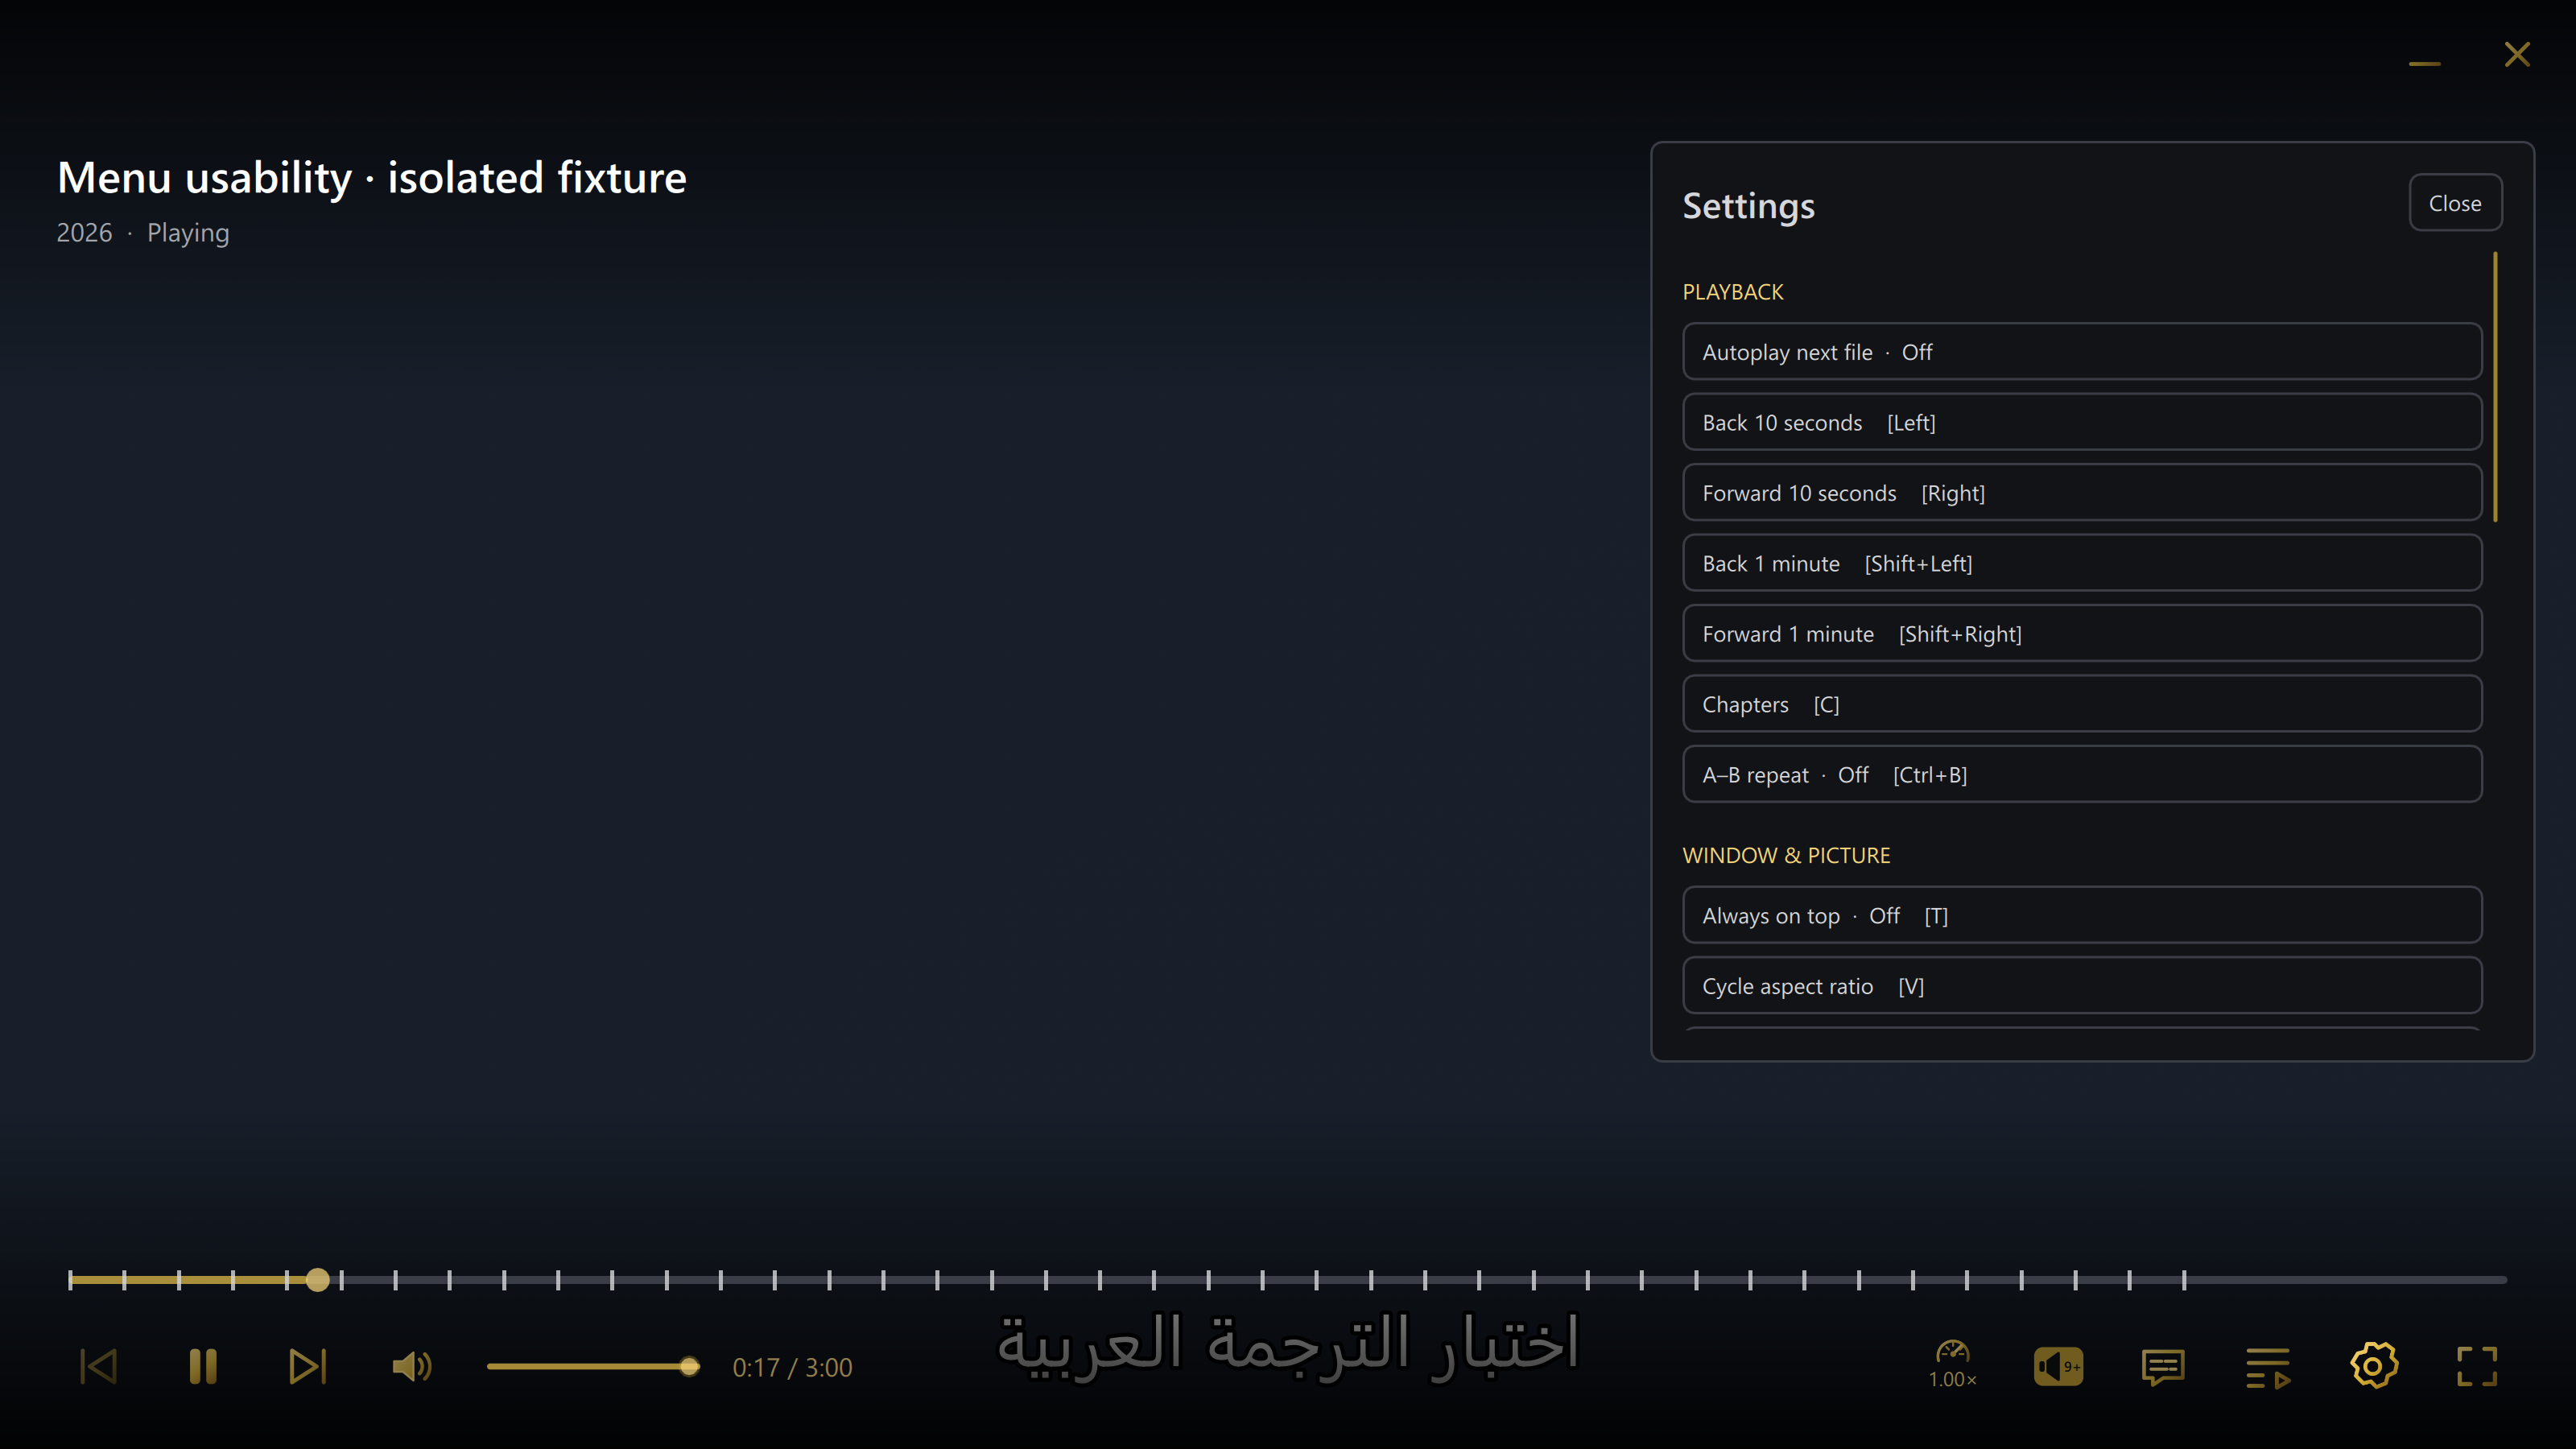 Menu usability · isolated fixture
2026 · Playing
Settings
Close
PLAYBACK
Autoplay next file · Off
Back 10 seconds [Left]
Forward 10 seconds [Right]
Back 1 minute [Shift+Left]
Forward 1 minute [Shift+Right]
Chapters [C]
A–B repeat · Off [Ctrl+B]
WINDOW & PICTURE
Always on top · Off [T]
Cycle aspect ratio [V]
اختبار الترجمة العربية
0:17 / 3:00
1.00×
9+